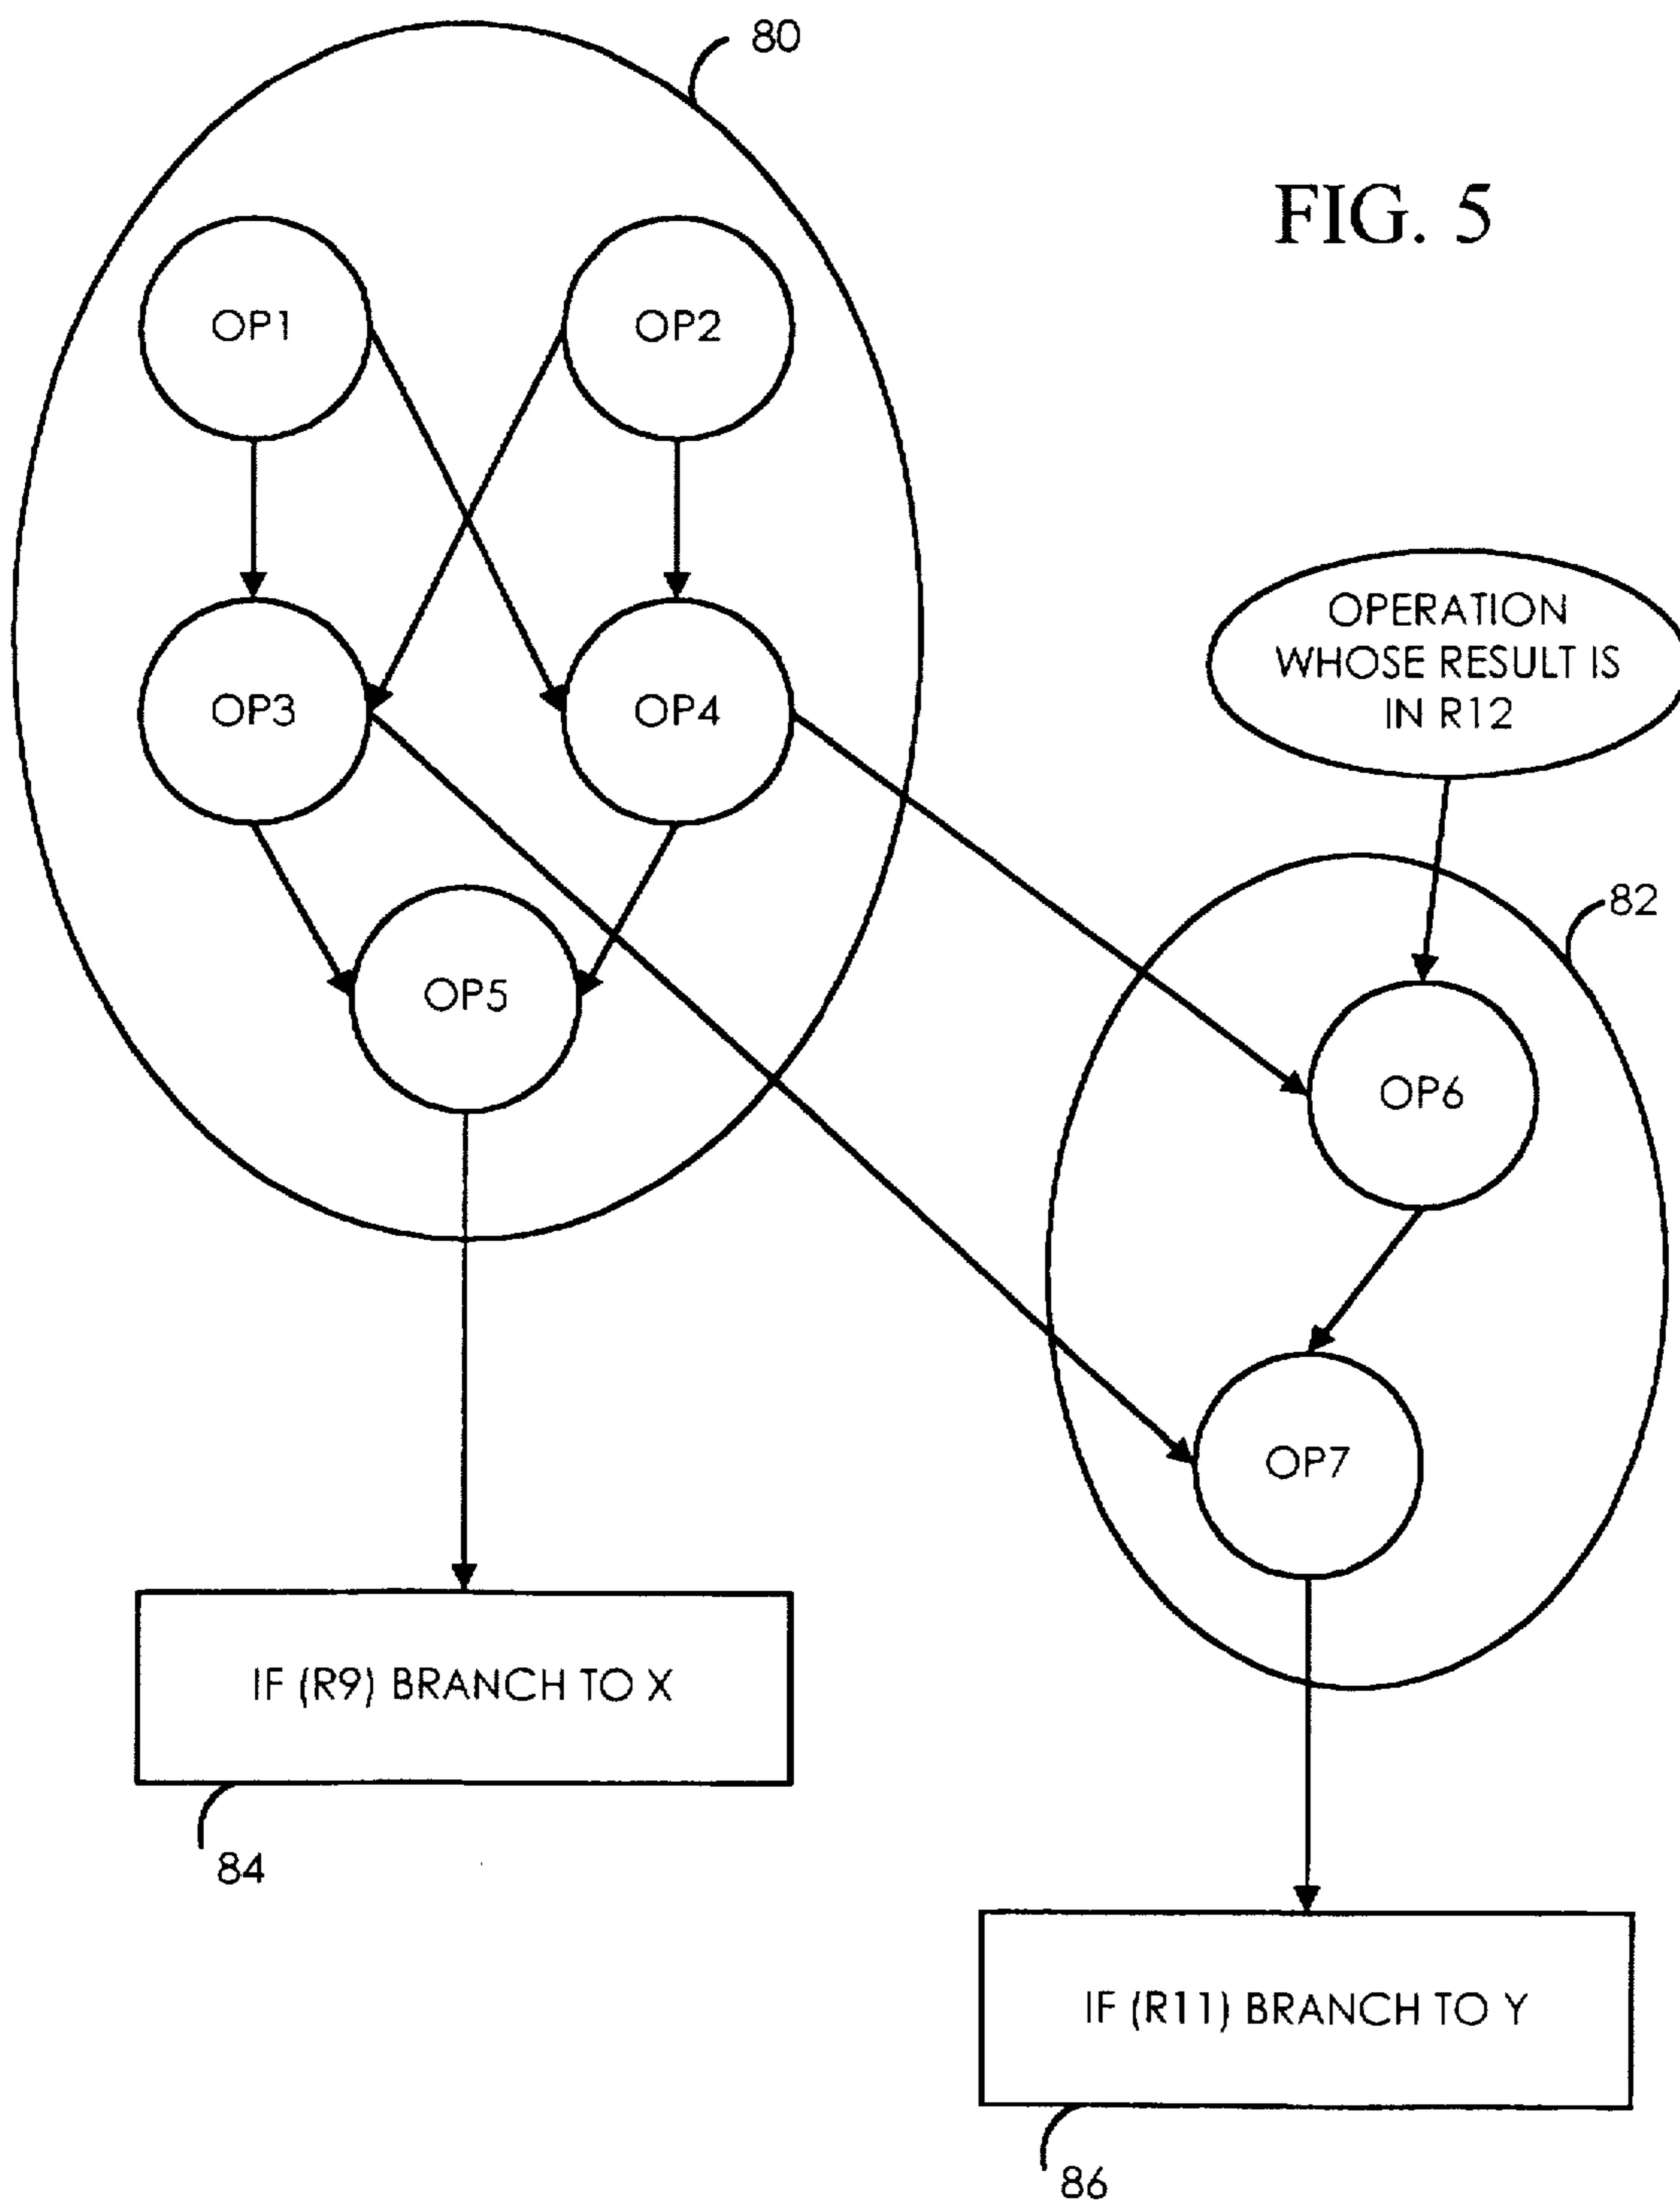 80
FIG. 5
OP1
OP2
OPERATION
WHOSE RESULT IS
IN R12
OP3
OP4
82
OP5
OP6
OP7
IF (R9) BRANCH TO X
84
IF (R11) BRANCH TO Y
86